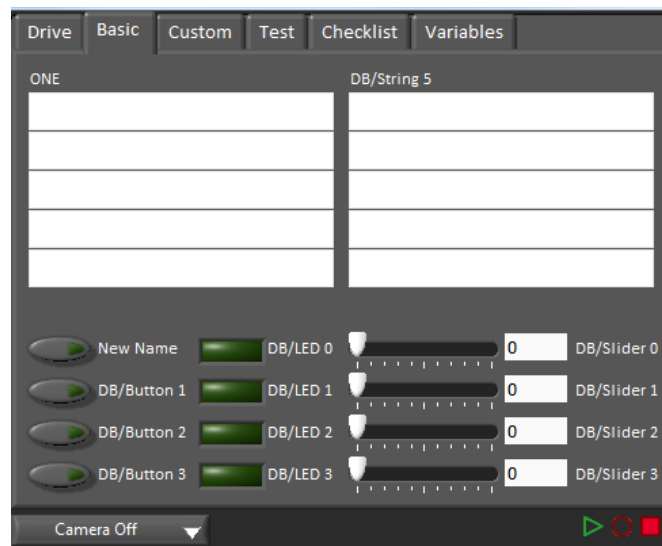 Drive Basic Custom Test Checklist Variables
ONE DB/String 5
New Name DB/LED 0 0 DB/Slider 0
DB/Button 1 DB/LED 1 0 DB/Slider 1
DB/Button 2 DB/LED 2 0 DB/Slider 2
DB/Button 3 DB/LED 3 0 DB/Slider 3
Camera Off